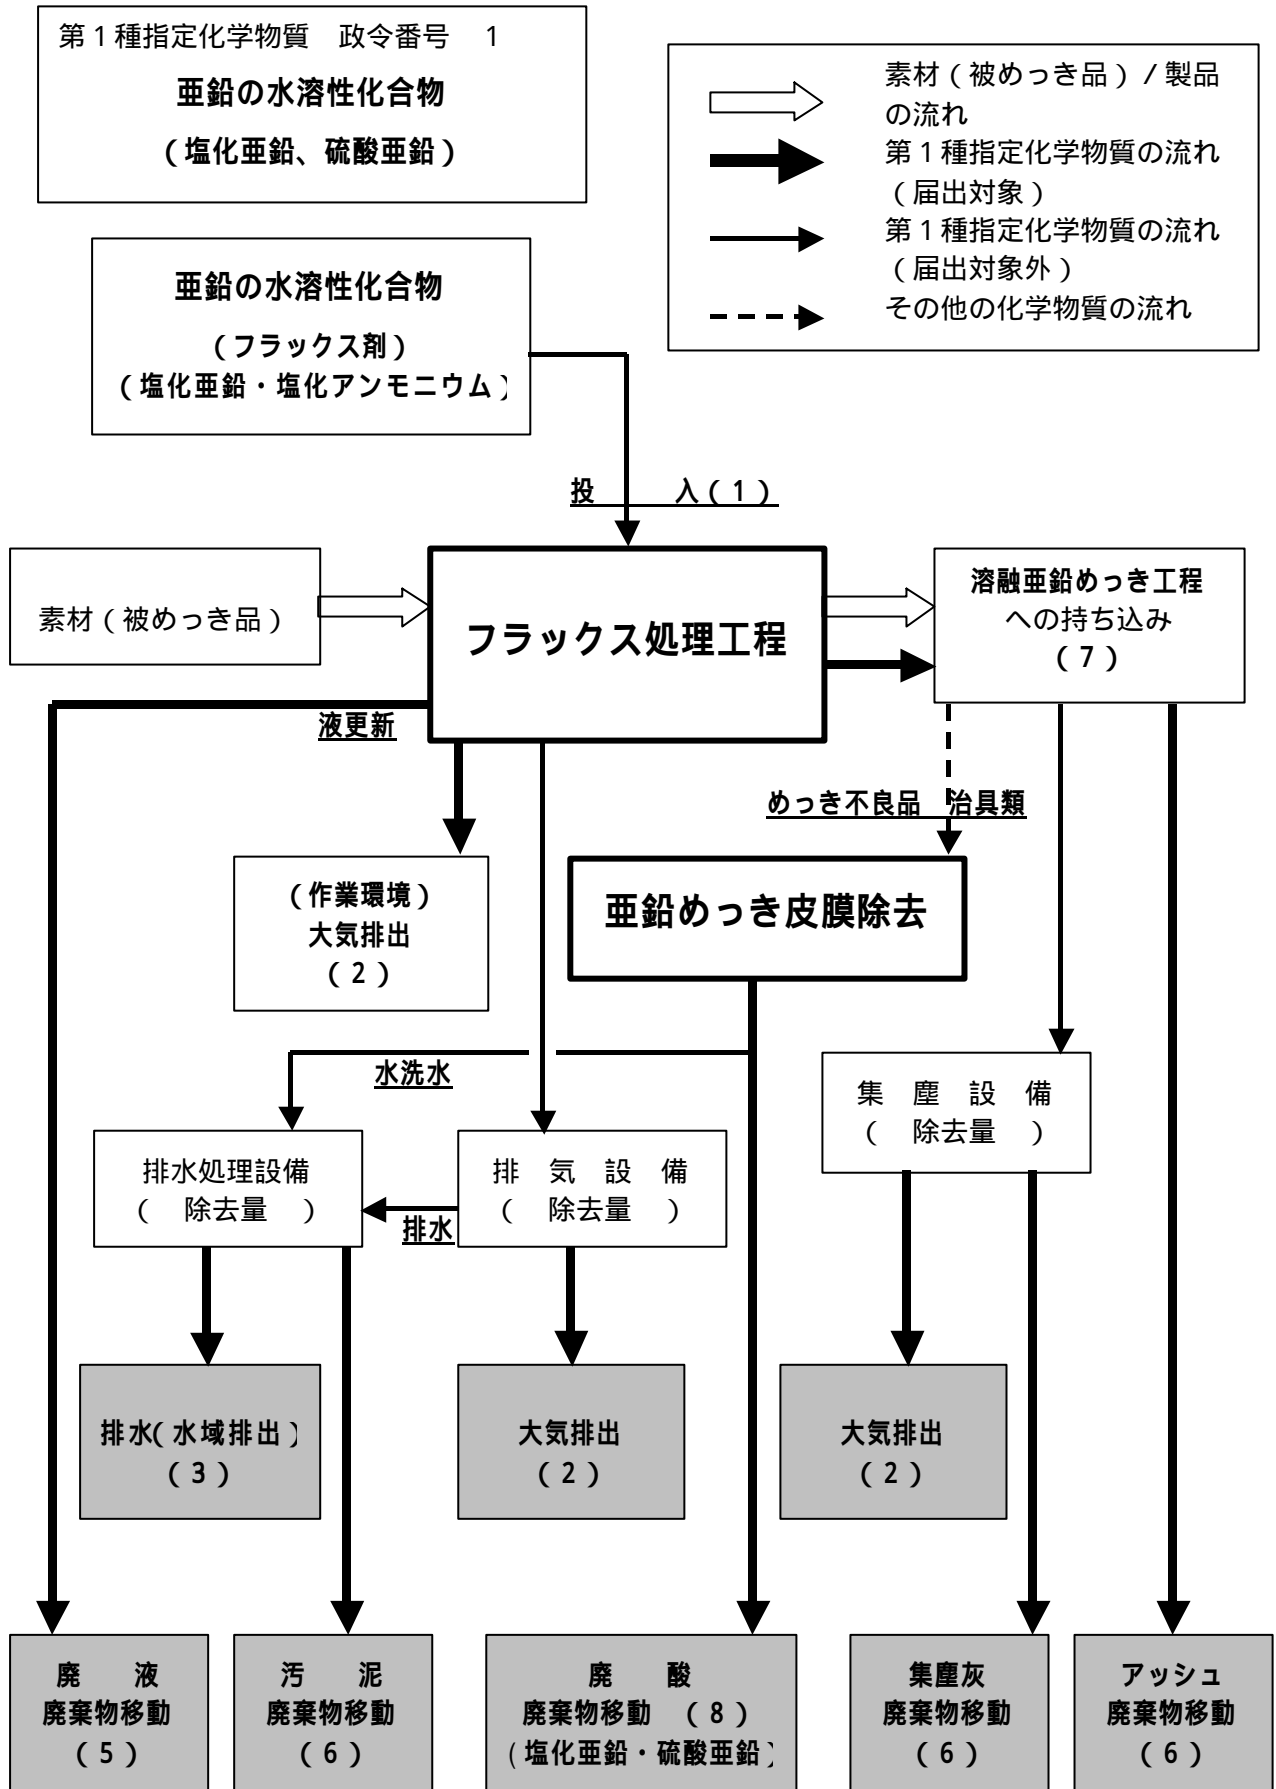 第1種指定化学物質　政令番号　1
亜鉛の水溶性化合物
（塩化亜鉛、硫酸亜鉛）
素材（被めっき品）/製品
の流れ
第1種指定化学物質の流れ
（届出対象）
第1種指定化学物質の流れ
（届出対象外）
その他の化学物質の流れ
亜鉛の水溶性化合物
（フラックス剤）
（塩化亜鉛・塩化アンモニウム）
投　　　入（1）
素材（被めっき品）
フラックス処理工程
溶融亜鉛めっき工程
への持ち込み
（7）
液更新
めっき不良品　治具類
（作業環境）
大気排出
（2）
亜鉛めっき皮膜除去
水洗水
集　塵　設　備
（　除去量　）
排水処理設備
（　除去量　）
排水
排　気　設　備
（　除去量　）
排水（水域排出）
（3）
大気排出
（2）
大気排出
（2）
廃　　液
廃棄物移動
（5）
汚　　泥
廃棄物移動
（6）
廃　　酸
廃棄物移動　（8）
（塩化亜鉛・硫酸亜鉛）
集塵灰
廃棄物移動
（6）
アッシュ
廃棄物移動
（6）